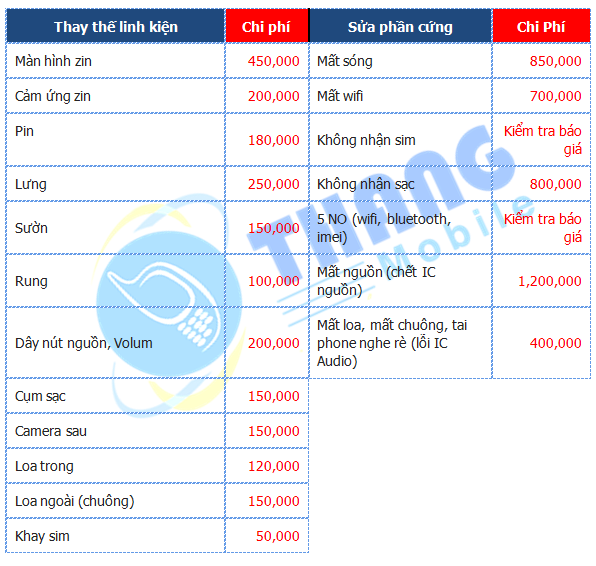 Thay thế linh kiện Chi phí Sửa phần cứng Chi Phí
Màn hình zin 450,000 Mất sóng 850,000
Cảm ứng zin 200,000 Mất wifi 700,000
Pin 180,000 Không nhận sim Kiểm tra báo
giá
Lưng 250,000 Không nhận sạc 800,000
Sườn 150,000 5 NO (wifi, bluetooth, Kiểm tra báo
imei) giá
Rung 100,000 Mất nguồn (chết IC 1,200,000
nguồn)
Dây nút nguồn, Volum 200,000 Mất loa, mất chuông, tai 400,000
phone nghe rè (lỗi IC
Audio)
Cụm sạc 150,000
Camera sau 150,000
Loa trong 120,000
Loa ngoài (chuông) 150,000
Khay sim 50,000
THANG
Mobile